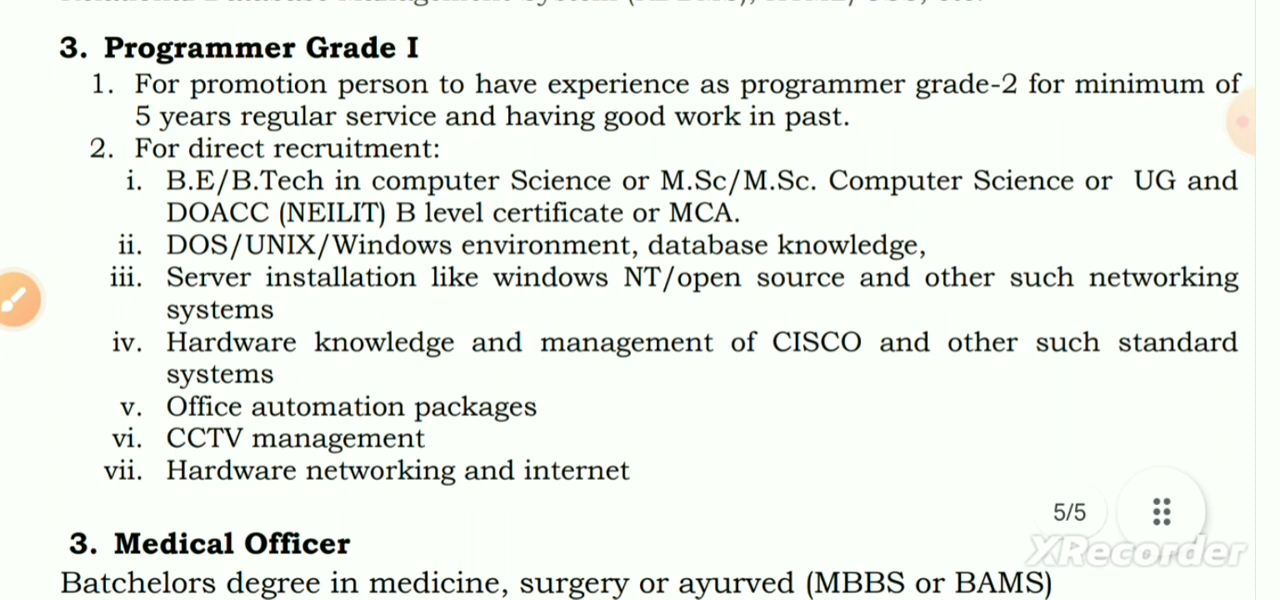 3. Programmer Grade I
1. For promotion person to have experience as programmer grade-2 for minimum of
5 years regular service and having good work in past.
2. For direct recruitment:
i. B.E/B.Tech in computer Science or M.Sc/M.Sc. Computer Science or UG and
DOACC (NEILIT) B level certificate or MCA.
ii. DOS/UNIX/Windows environment, database knowledge,
iii. Server installation like windows NT/open source and other such networking
systems
iv. Hardware knowledge and management of CISCO and other such standard
systems
v. Office automation packages
vi. CCTV management
vii. Hardware networking and internet
5/5
3. Medical Officer
XRecorder
Batchelors degree in medicine, surgery or ayurved (MBBS or BAMS)